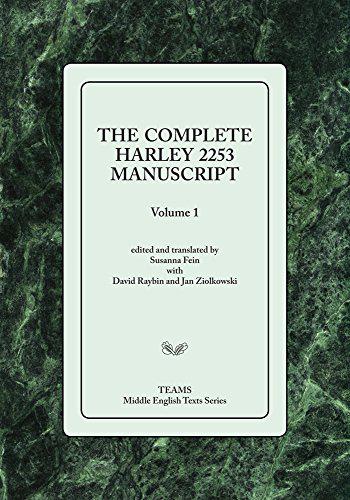 THE COMPLETE
HARLEY 2253
MANUSCRIPT
Volume 1
edited and translated by
Susanna Fein
with
David Raybin and Jan Ziolkowski
TEAMS
Middle English Texts Series